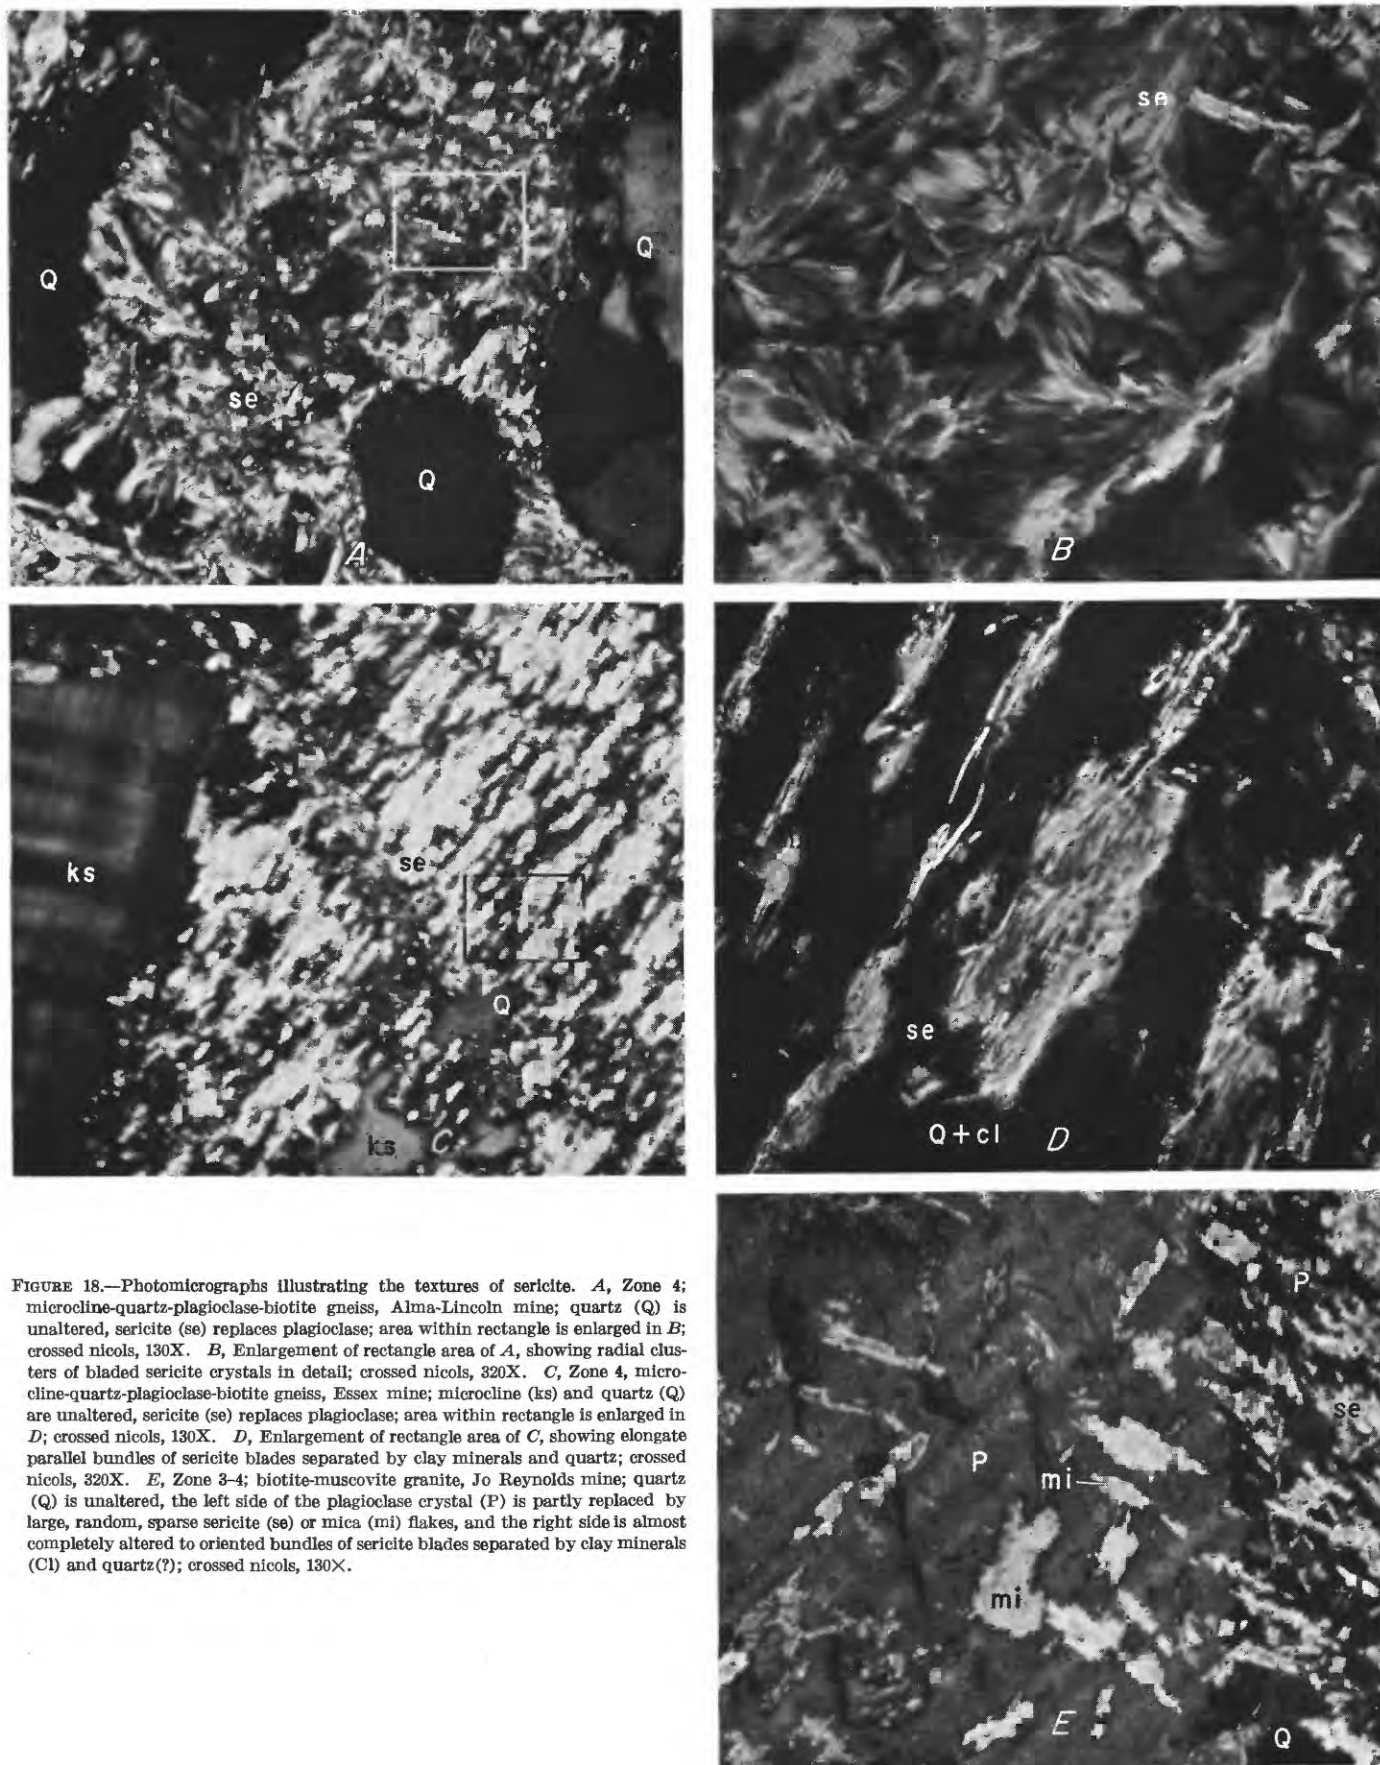 se
Q
Q
se
Q
A
B
se
ks
Q
ks
C
se
Q+cl
D
P
se
P
mi
mi
E
Q
FIGURE 18.—Photomicrographs illustrating the textures of sericite. A, Zone 4;
microcline-quartz-plagioclase-biotite gneiss, Alma-Lincoln mine; quartz (Q) is
unaltered, sericite (se) replaces plagioclase; area within rectangle is enlarged in B;
crossed nicols, 130X. B, Enlargement of rectangle area of A, showing radial clus-
ters of bladed sericite crystals in detail; crossed nicols, 320X. C, Zone 4, micro-
cline-quartz-plagioclase-biotite gneiss, Essex mine; microcline (ks) and quartz (Q)
are unaltered, sericite (se) replaces plagioclase; area within rectangle is enlarged in
D; crossed nicols, 130X. D, Enlargement of rectangle area of C, showing elongate
parallel bundles of sericite blades separated by clay minerals and quartz; crossed
nicols, 320X. E, Zone 3-4; biotite-muscovite granite, Jo Reynolds mine; quartz
(Q) is unaltered, the left side of the plagioclase crystal (P) is partly replaced by
large, random, sparse sericite (se) or mica (mi) flakes, and the right side is almost
completely altered to oriented bundles of sericite blades separated by clay minerals
(Cl) and quartz(?); crossed nicols, 130×.